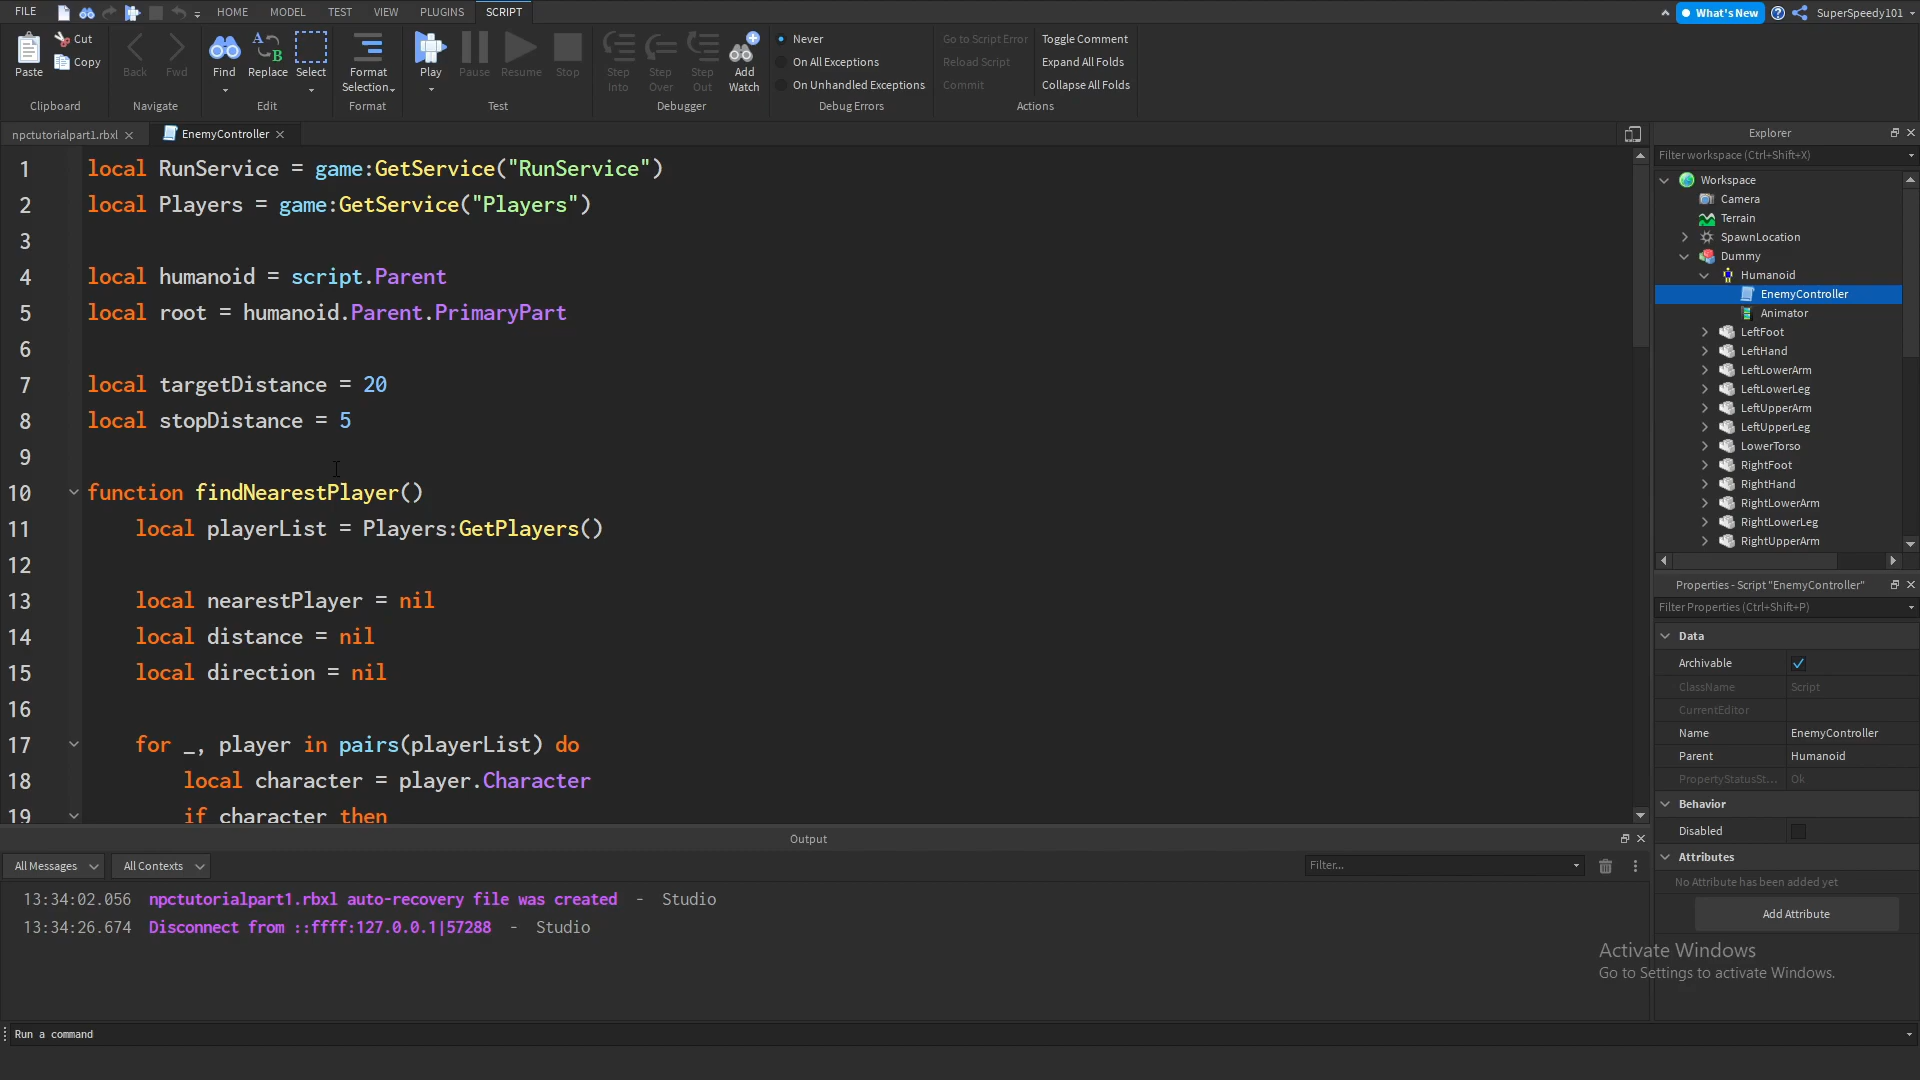 FILE HOME MODEL TEST VIEW PLUGINS SCRIPT What's New SuperSpeedy101
Paste Cut Copy Back Fwd Find Replace Select Format Selection Play Pause Resume Stop Step Into Step Over Step Out Add Watch
Never
On All Exceptions
On Unhandled Exceptions
Go to Script Error
Reload Script
Commit
Toggle Comment
Expand All Folds
Collapse All Folds
Clipboard Navigate Edit Format Test Debugger Debug Errors Actions
npctutorialpart1.rbxl EnemyController
1 local RunService = game:GetService("RunService")
2 local Players = game:GetService("Players")
3
4 local humanoid = script.Parent
5 local root = humanoid.Parent.PrimaryPart
6
7 local targetDistance = 20
8 local stopDistance = 5
9
10 function findNearestPlayer()
11 local playerList = Players:GetPlayers()
12
13 local nearestPlayer = nil
14 local distance = nil
15 local direction = nil
16
17 for _, player in pairs(playerList) do
18 local character = player.Character
19 if character then
Output
All Messages All Contexts Filter...
13:34:02.056 npctutorialpart1.rbxl auto-recovery file was created - Studio
13:34:26.674 Disconnect from ::ffff:127.0.0.1|57288 - Studio
Run a command
Explorer
Filter workspace (Ctrl+Shift+X)
Workspace
Camera
Terrain
SpawnLocation
Dummy
Humanoid
EnemyController
Animator
LeftFoot
LeftHand
LeftLowerArm
LeftLowerLeg
LeftUpperArm
LeftUpperLeg
LowerTorso
RightFoot
RightHand
RightLowerArm
RightLowerLeg
RightUpperArm
Properties - Script "EnemyController"
Filter Properties (Ctrl+Shift+P)
Data
Archivable
ClassName Script
CurrentEditor
Name EnemyController
Parent Humanoid
PropertyStatusSt... Ok
Behavior
Disabled
Attributes
No Attribute has been added yet
Add Attribute
Activate Windows
Go to Settings to activate Windows.